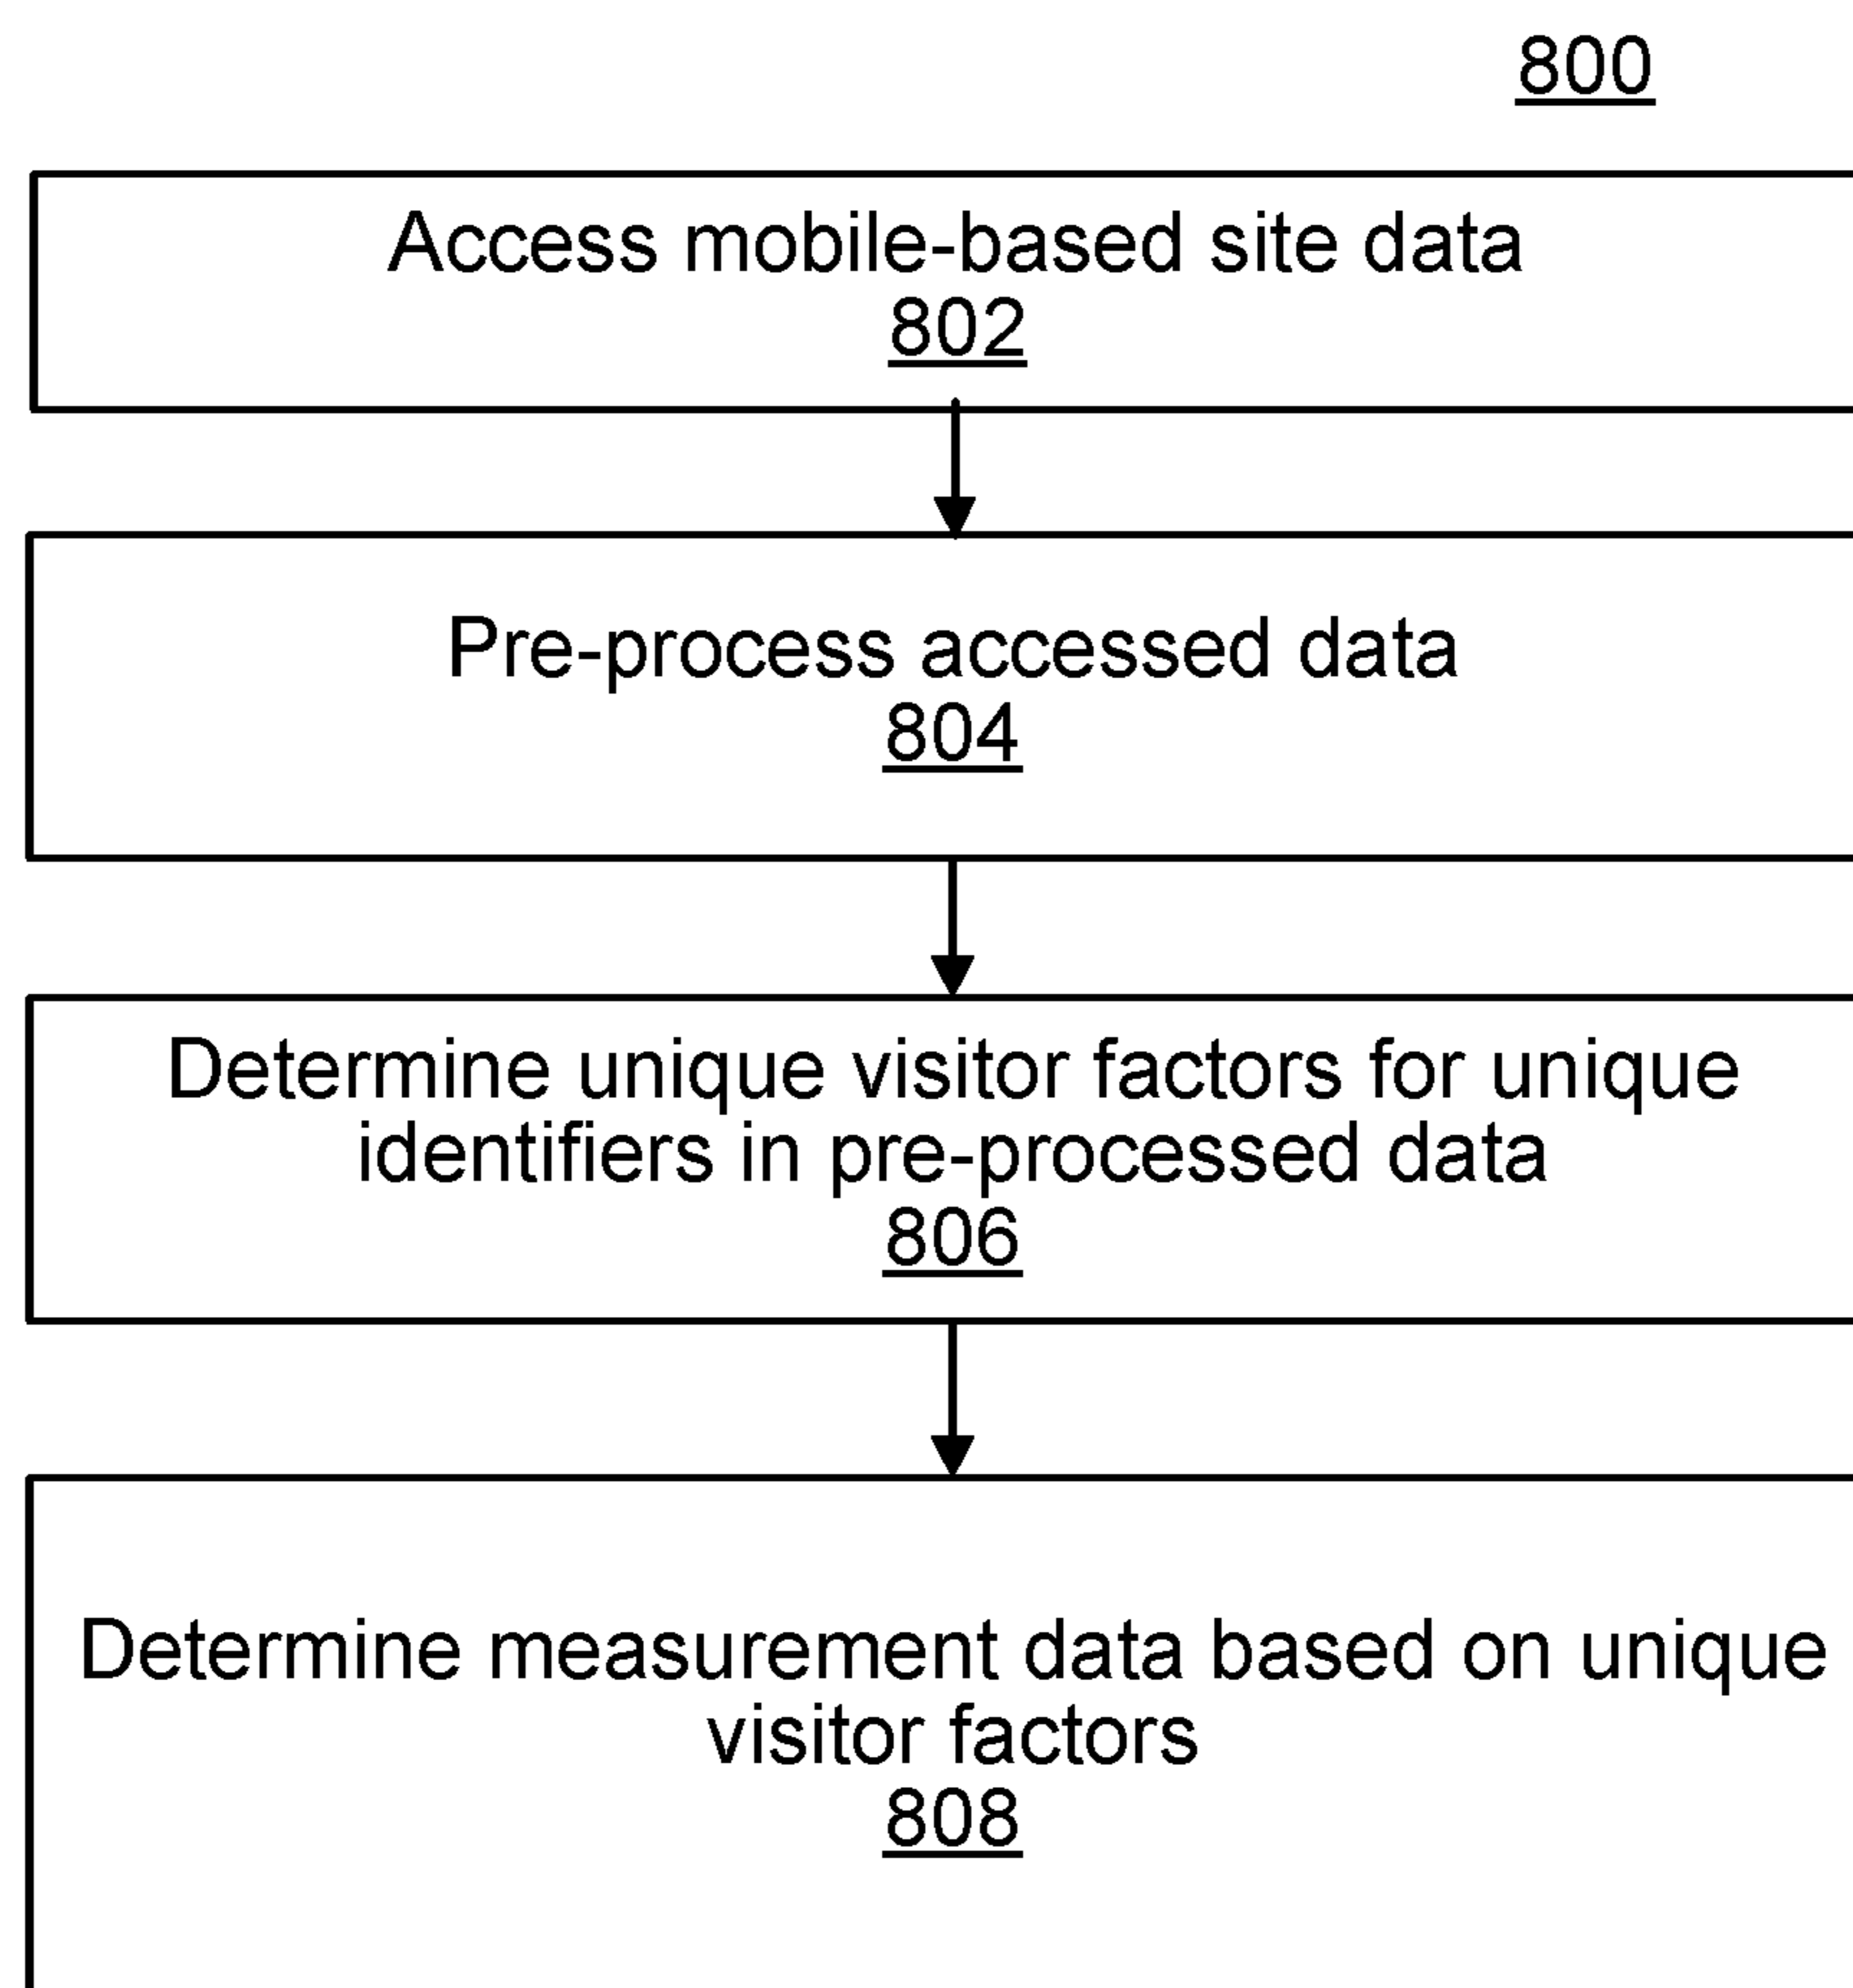 800
Access mobile-based site data
802
Pre-process accessed data
804
Determine unique visitor factors for unique
identifiers in pre-processed data
806
Determine measurement data based on unique
visitor factors
808